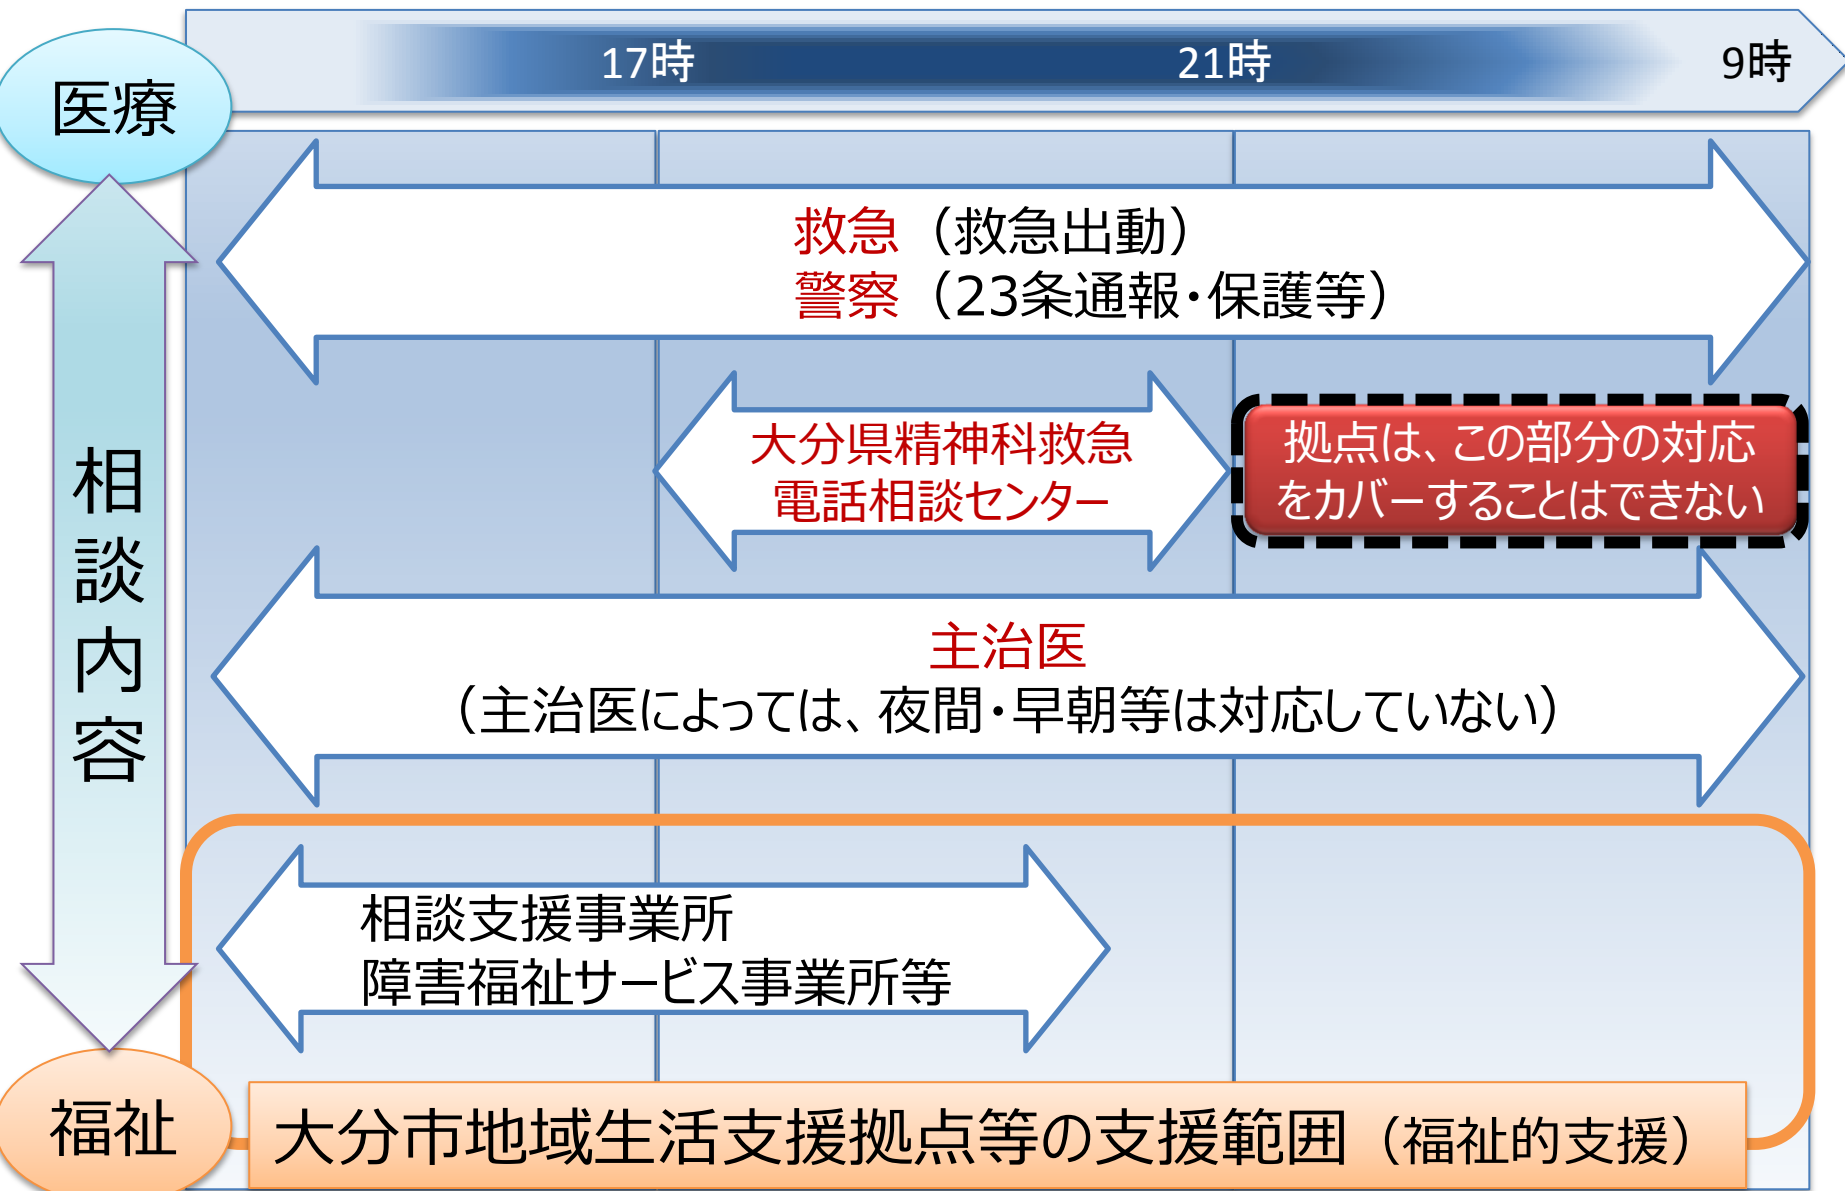 17時
21時
9時
医療
救急（救急出動）
警察（23条通報・保護等）
大分県精神科救急
電話相談センター
拠点は、この部分の対応
をカバーすることはできない
相談内容
主治医
（主治医によっては、夜間・早朝等は対応していない）
相談支援事業所
障害福祉サービス事業所等
福祉
大分市地域生活支援拠点等の支援範囲（福祉的支援）